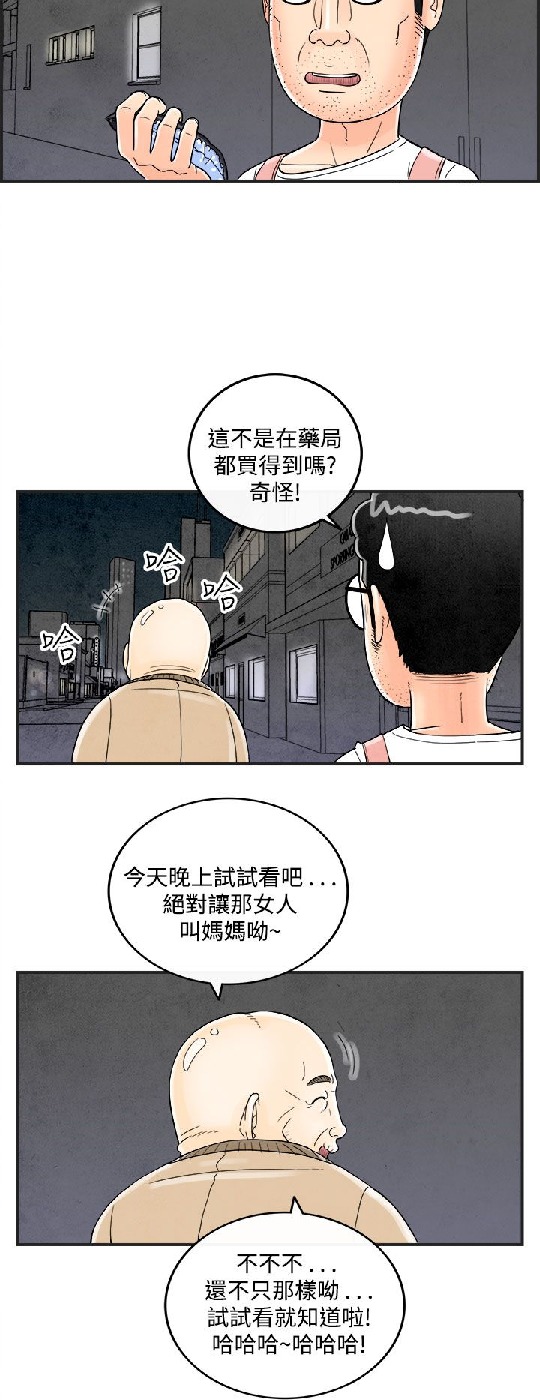 這不是在藥局
都買得到嗎?
奇怪!
哈
哈
哈
今天晚上試試看吧...
絕對讓那女人
叫媽媽呦~
不不不...
還不只那樣呦...
試試看就知道啦!
哈哈哈~哈哈哈!